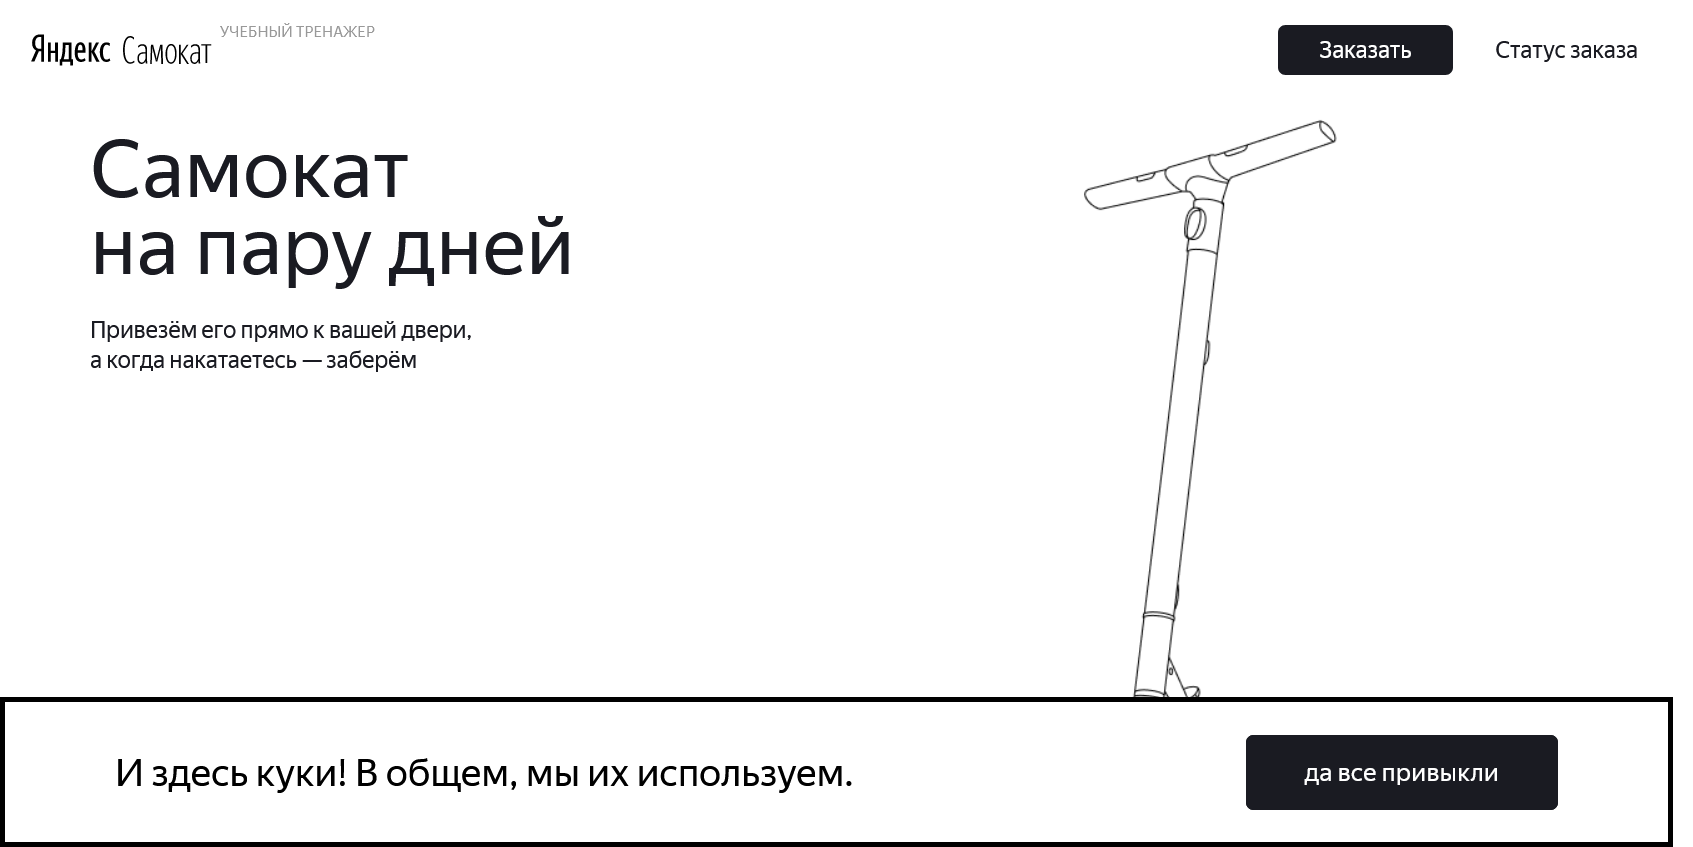 Яндекс Самокат
УЧЕБНЫЙ ТРЕНАЖЕР
Заказать
Статус заказа
Самокат
на пару дней
Привезём его прямо к вашей двери,
а когда накатаетесь — заберём
И здесь куки! В общем, мы их используем.
да все привыкли